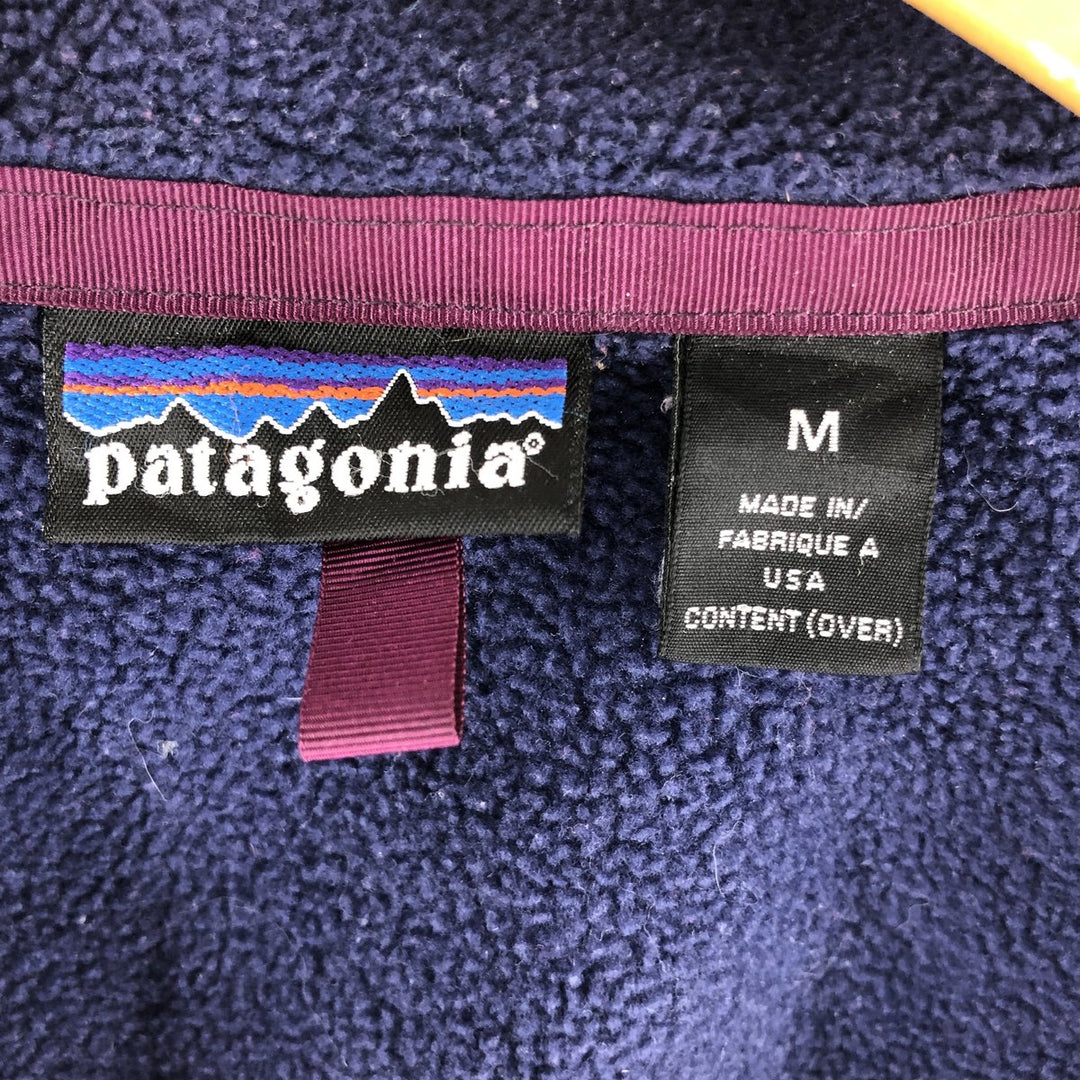 patagonia®
M
MADE IN/
FABRIQUE A
USA
CONTENT (OVER)